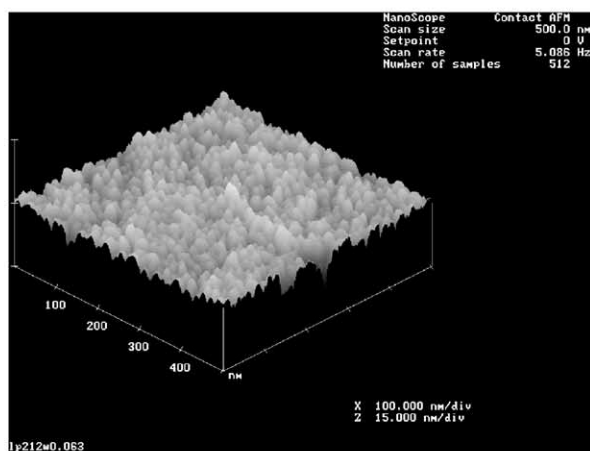 NanoScope Contact AFM
Scan size 500.0 nm
Setpoint 0 V
Scan rate 5.086 Hz
Number of samples 512
100
200
300
400
nm
X 100.000 nm/div
Z 15.000 nm/div
lp212w0.063